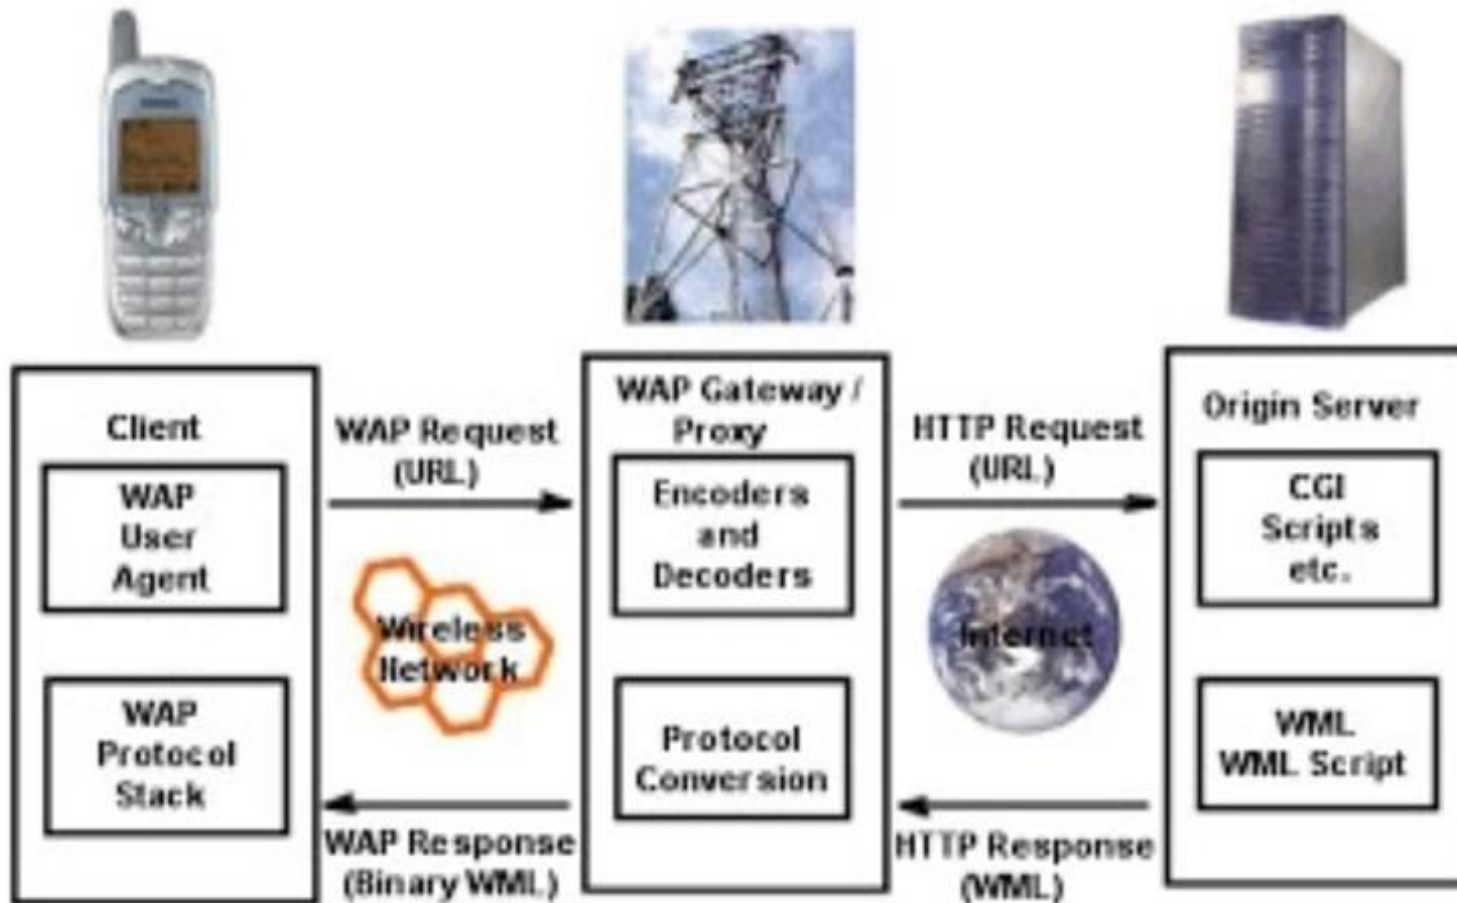 Client
WAP
User
Agent
WAP
Protocol
Stack
WAP Request
(URL)
Wireless
Network
WAP Response
(Binary WML)
WAP Gateway /
Proxy
Encoders
and
Decoders
Protocol
Conversion
HTTP Request
(URL)
Internet
HTTP Response
(WML)
Origin Server
CGI
Scripts
etc.
WML
WML Script